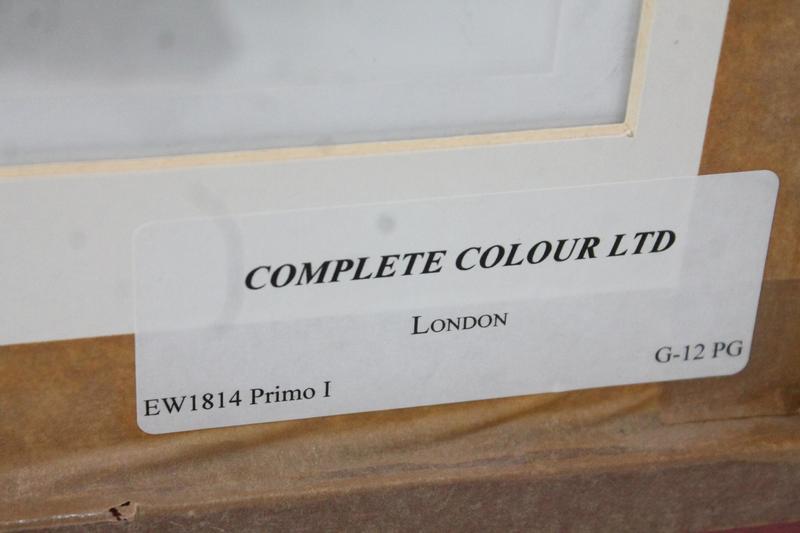 COMPLETE COLOUR LTD
LONDON
G-12 PG
EW1814 Primo I